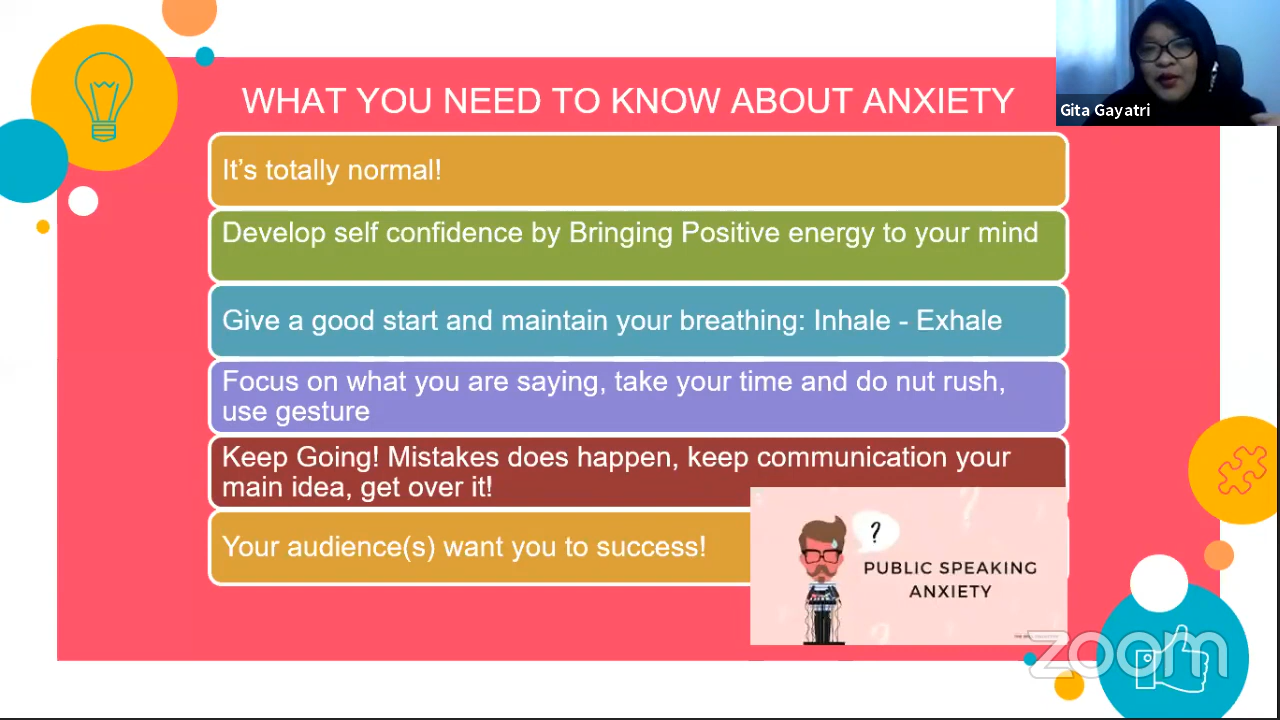 WHAT YOU NEED TO KNOW ABOUT ANXIETY
Gita Gayatri
It's totally normal!
Develop self confidence by Bringing Positive energy to your mind
Give a good start and maintain your breathing: Inhale - Exhale
Focus on what you are saying, take your time and do nut rush,
use gesture
Keep Going! Mistakes does happen, keep communication your
main idea, get over it!
Your audience(s) want you to success!
?
PUBLIC SPEAKING
ANXIETY
zoom